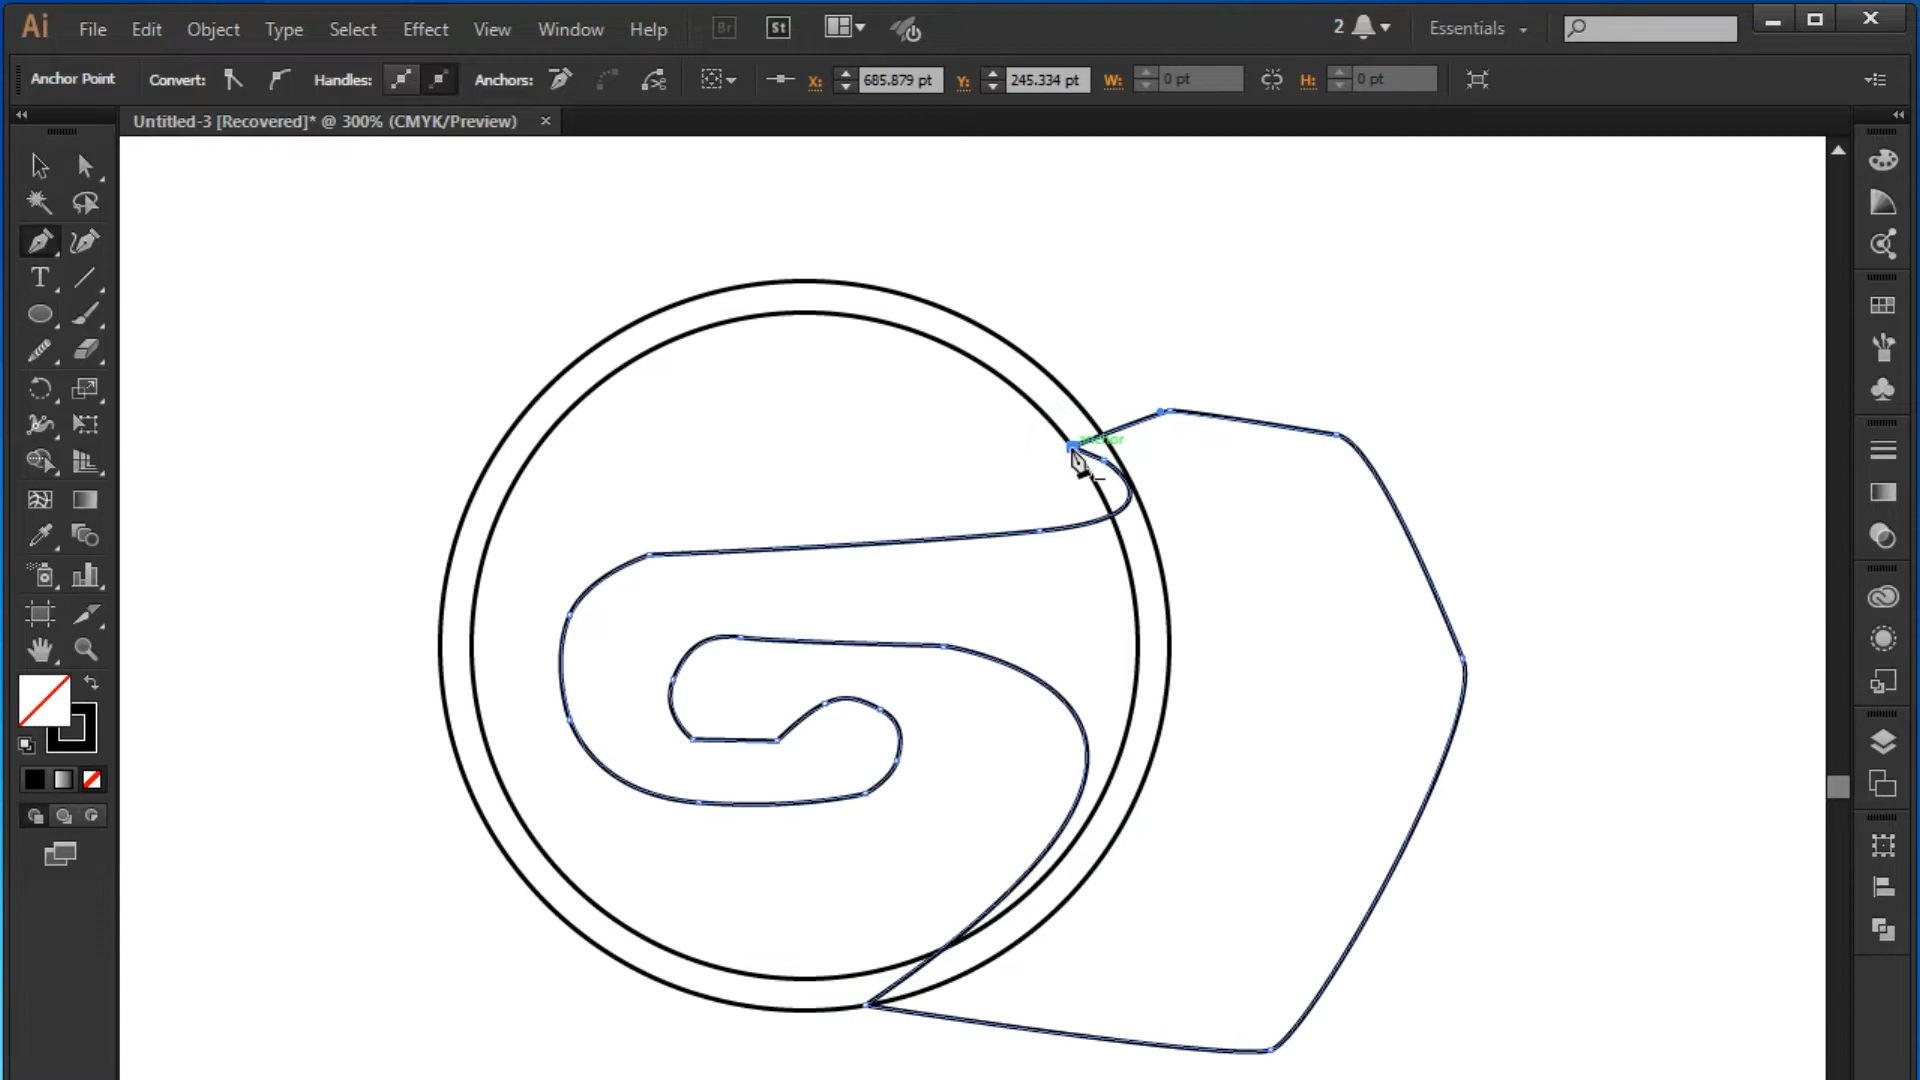 Ai File Edit Object Type Select Effect View Window Help Br St 2 Essentials
Anchor Point Convert: Handles: Anchors: X: 685.879 pt Y: 245.334 pt W: 0 pt H: 0 pt
Untitled-3 [Recovered]* @ 300% (CMYK/Preview) ×
anchor